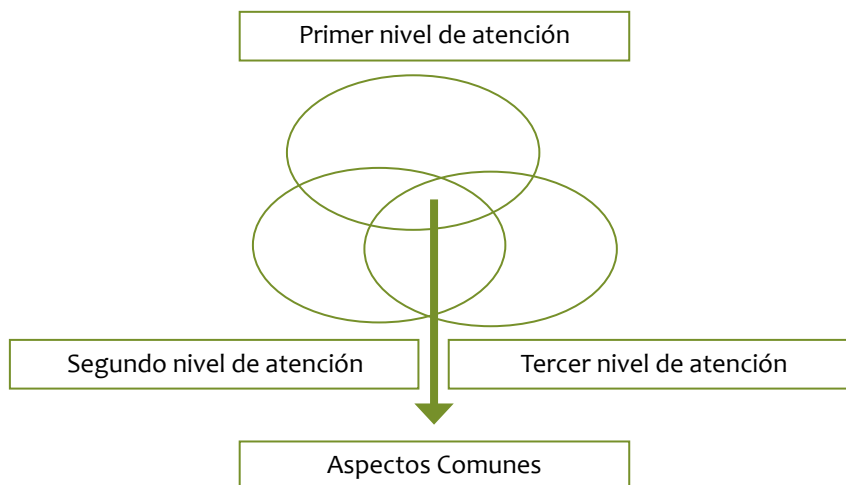 Primer nivel de atención
Segundo nivel de atención
Tercer nivel de atención
Aspectos Comunes